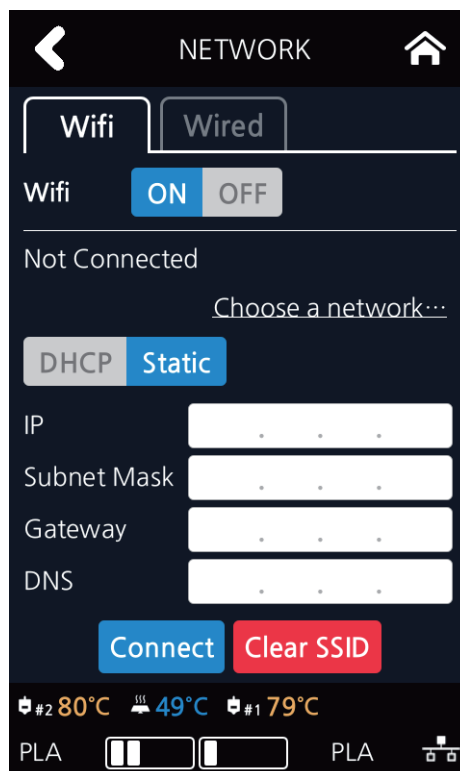 NETWORK
Wifi Wired
Wifi ON OFF
Not Connected
Choose a network···
DHCP Static
IP . . .
Subnet Mask . . .
Gateway . . .
DNS . . .
Connect Clear SSID
#2 80°C 49°C #1 79°C
PLA PLA